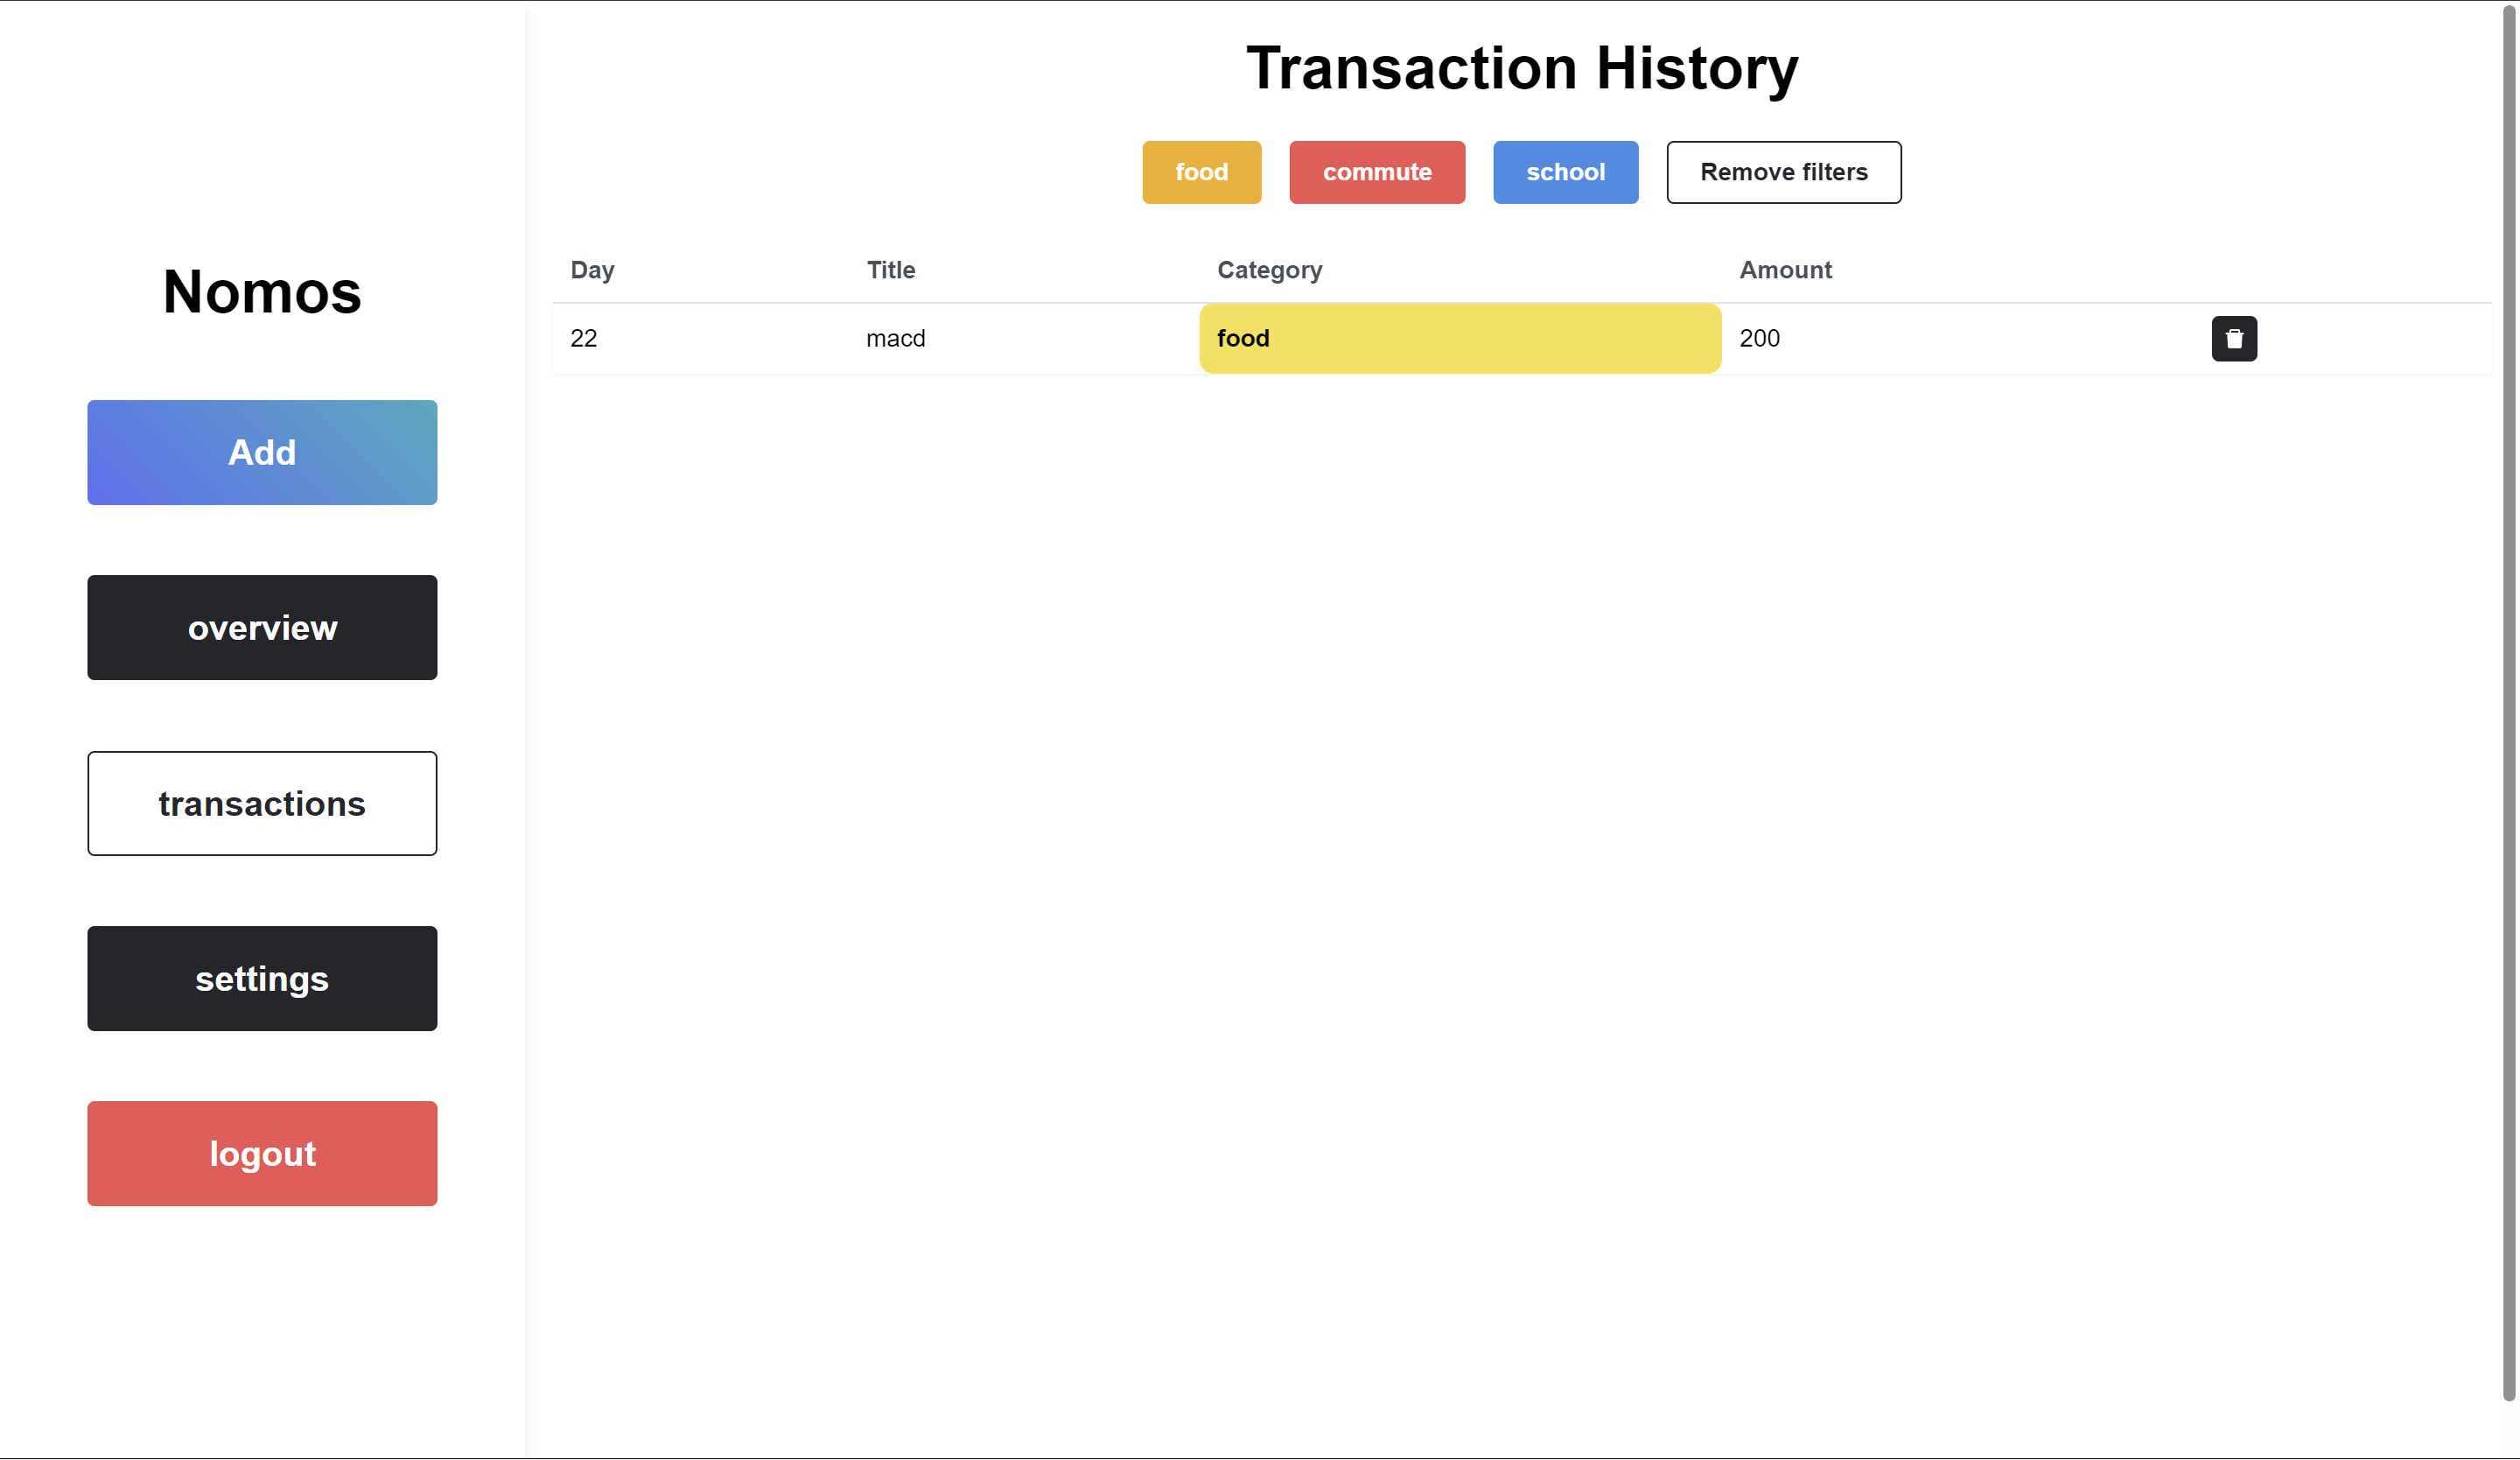 Nomos
Add
overview
transactions
settings
logout
Transaction History
food commute school Remove filters
Day Title Category Amount
22 macd food 200